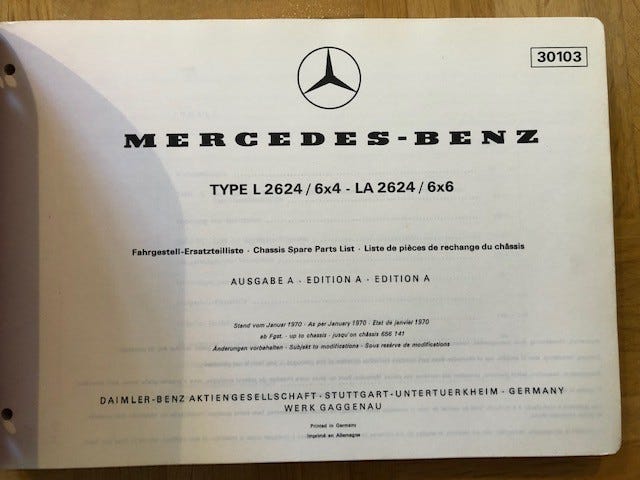 30103
MERCEDES-BENZ
TYPE L 2624 / 6x4 - LA 2624 / 6x6
Fahrgestell-Ersatzteilliste · Chassis Spare Parts List · Liste de pièces de rechange du châssis
AUSGABE A · EDITION A · EDITION A
Stand vom Januar 1970 · As per January 1970 · Etat de janvier 1970
ab Fgst. · up to chassis · jusqu'on châssis 656 141
Änderungen vorbehalten · Subjekt to modifications · Sous reserve de modifications
DAIMLER-BENZ AKTIENGESELLSCHAFT · STUTTGART-UNTERTUERKHEIM · GERMANY
WERK GAGGENAU
Printed in Germany
Imprimé en Allemagne